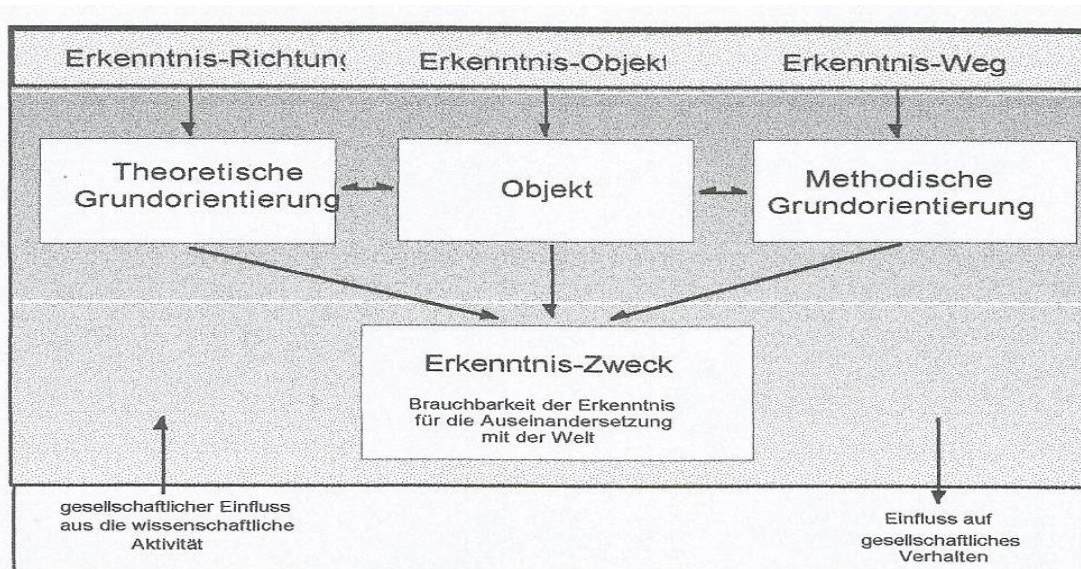 Erkenntnis-Richtung
Erkenntnis-Objekt
Erkenntnis-Weg
Theoretische
Grundorientierung
Objekt
Methodische
Grundorientierung
Erkenntnis-Zweck
Brauchbarkeit der Erkenntnis
für die Auseinandersetzung
mit der Welt
gesellschaftlicher Einfluss
aus die wissenschaftliche
Aktivität
Einfluss auf
gesellschaftliches
Verhalten